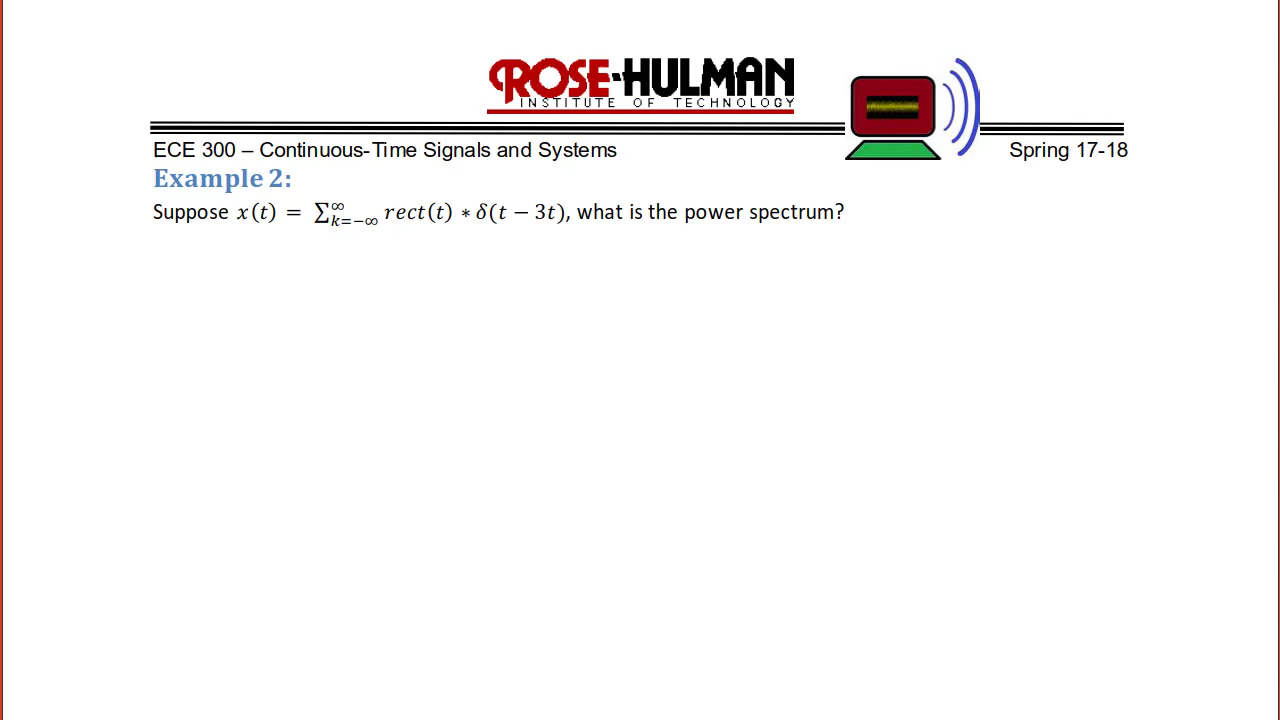 ROSE-HULMAN
INSTITUTE OF TECHNOLOGY
ECE 300 – Continuous-Time Signals and Systems Spring 17-18
Example 2:
Suppose x(t) = ∑_{k=−∞}^{∞} rect(t) ∗ δ(t − 3t), what is the power spectrum?